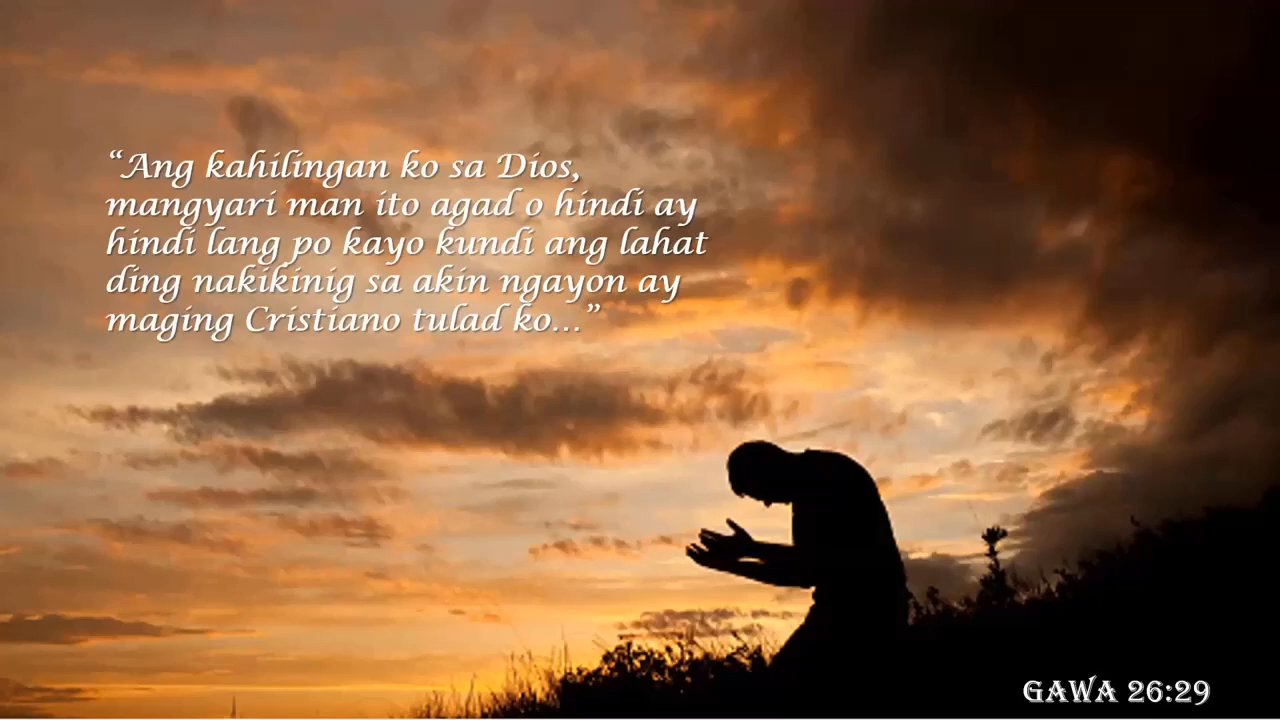 “Ang kahilingan ko sa Dios,
mangyari man ito agad o hindi ay
hindi lang po kayo kundi ang lahat
ding nakikinig sa akin ngayon ay
maging Cristiano tulad ko...”
GAWA 26:29